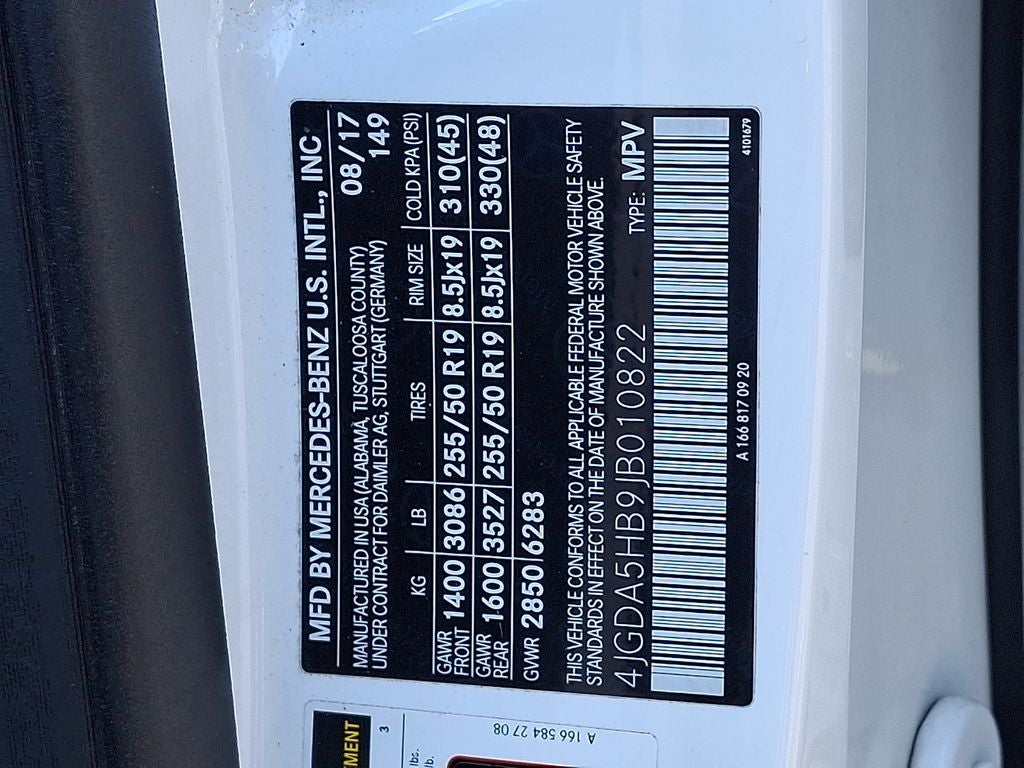 MFD BY MERCEDES-BENZ U.S. INTL., INC
MANUFACTURED IN USA (ALABAMA, TUSCALOOSA COUNTY) 08/17
UNDER CONTRACT FOR DAIMLER AG, STUTTGART (GERMANY) 149
KG LB TIRES RIM SIZE COLD KPA (PSI)
GAWR FRONT 1400 3086 255/50 R19 8.5Jx19 310(45)
GAWR REAR 1600 3527 255/50 R19 8.5Jx19 330(48)
GVWR 2850 6283
THIS VEHICLE CONFORMS TO ALL APPLICABLE FEDERAL MOTOR VEHICLE SAFETY
STANDARDS IN EFFECT ON THE DATE OF MANUFACTURE SHOWN ABOVE.
4JGDA5HB9JB010822 TYPE: MPV
A 166 817 09 20 4101679
TEMENT
3
lbs.
lb.
A 166 584 27 08